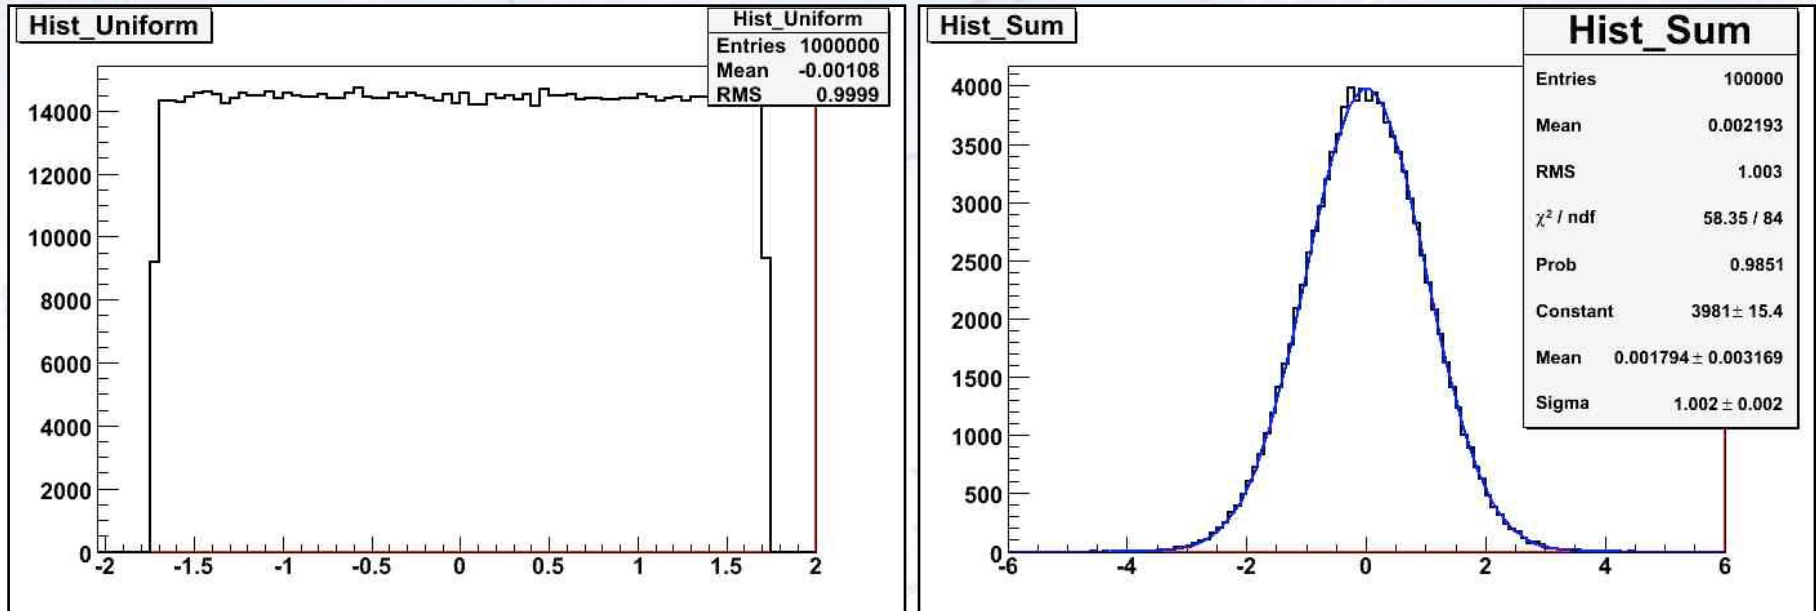 Hist_Uniform
Hist_Uniform
Entries 1000000
Mean -0.00108
RMS 0.9999
14000
12000
10000
8000
6000
4000
2000
0
-2 -1.5 -1 -0.5 0 0.5 1 1.5 2
Hist_Sum
Hist_Sum
Entries 100000
Mean 0.002193
RMS 1.003
χ² / ndf 58.35 / 84
Prob 0.9851
Constant 3981 ± 15.4
Mean 0.001794 ± 0.003169
Sigma 1.002 ± 0.002
4000
3500
3000
2500
2000
1500
1000
500
0
-6 -4 -2 0 2 4 6